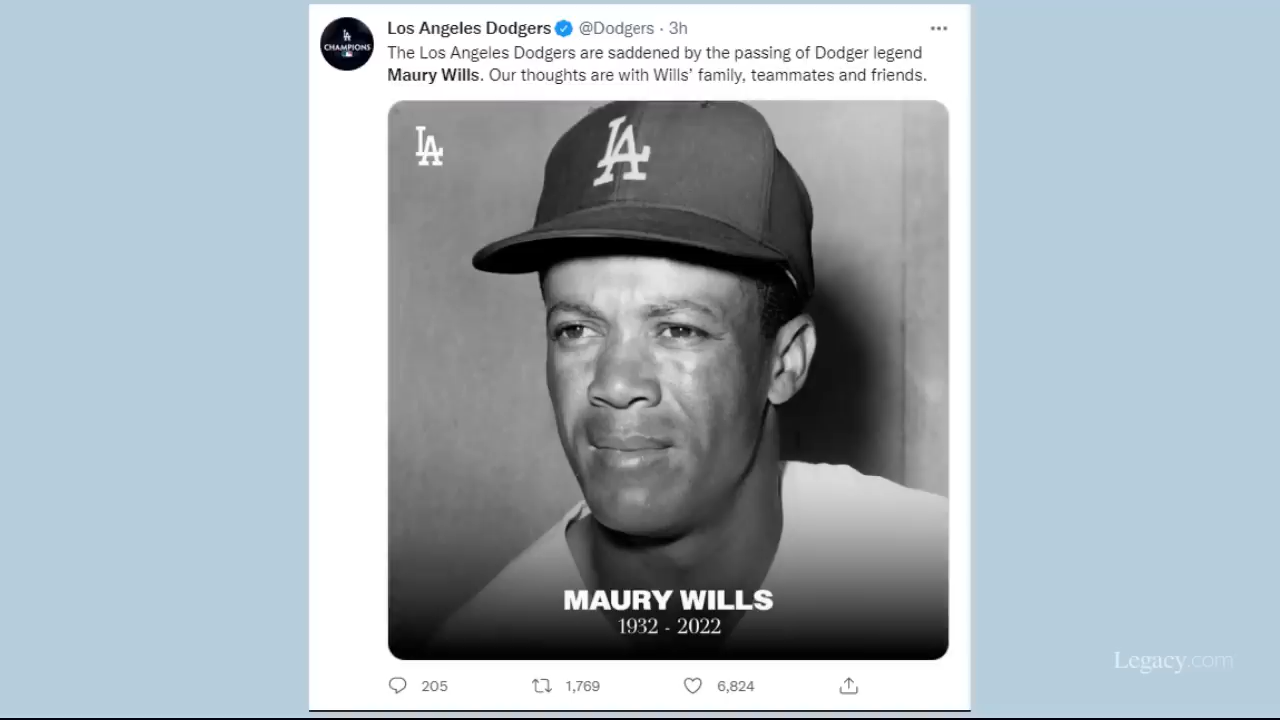 Los Angeles Dodgers @Dodgers · 3h
LA
CHAMPIONS
The Los Angeles Dodgers are saddened by the passing of Dodger legend
Maury Wills. Our thoughts are with Wills’ family, teammates and friends.
LA
LA
MAURY WILLS
1932 - 2022
Legacy.com
205 1,769 6,824